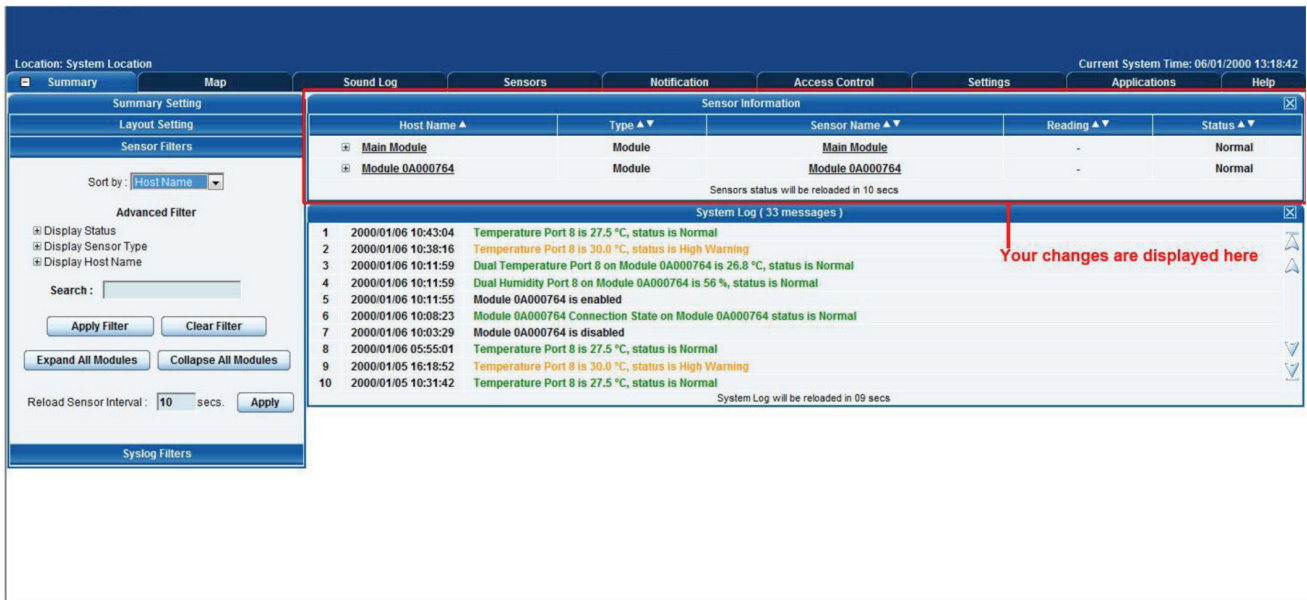 Location: System Location
Current System Time: 06/01/2000 13:18:42
Summary Map Sound Log Sensors Notification Access Control Settings Applications Help
Summary Setting
Layout Setting
Sensor Filters
Sort by : Host Name
Advanced Filter
Display Status
Display Sensor Type
Display Host Name
Search :
Apply Filter Clear Filter
Expand All Modules Collapse All Modules
Reload Sensor Interval : 10 secs. Apply
Syslog Filters
Sensor Information
Host Name ▲ Type ▲▼ Sensor Name ▲▼ Reading ▲▼ Status ▲▼
Main Module Module Main Module - Normal
Module 0A000764 Module Module 0A000764 - Normal
Sensors status will be reloaded in 10 secs
System Log ( 33 messages )
1 2000/01/06 10:43:04 Temperature Port 8 is 27.5 °C, status is Normal
2 2000/01/06 10:38:16 Temperature Port 8 is 30.0 °C, status is High Warning
3 2000/01/06 10:11:59 Dual Temperature Port 8 on Module 0A000764 is 26.8 °C, status is Normal
4 2000/01/06 10:11:59 Dual Humidity Port 8 on Module 0A000764 is 56 %, status is Normal
5 2000/01/06 10:11:55 Module 0A000764 is enabled
6 2000/01/06 10:08:23 Module 0A000764 Connection State on Module 0A000764 status is Normal
7 2000/01/06 10:03:29 Module 0A000764 is disabled
8 2000/01/06 05:55:01 Temperature Port 8 is 27.5 °C, status is Normal
9 2000/01/05 16:18:52 Temperature Port 8 is 30.0 °C, status is High Warning
10 2000/01/05 10:31:42 Temperature Port 8 is 27.5 °C, status is Normal
System Log will be reloaded in 09 secs
Your changes are displayed here